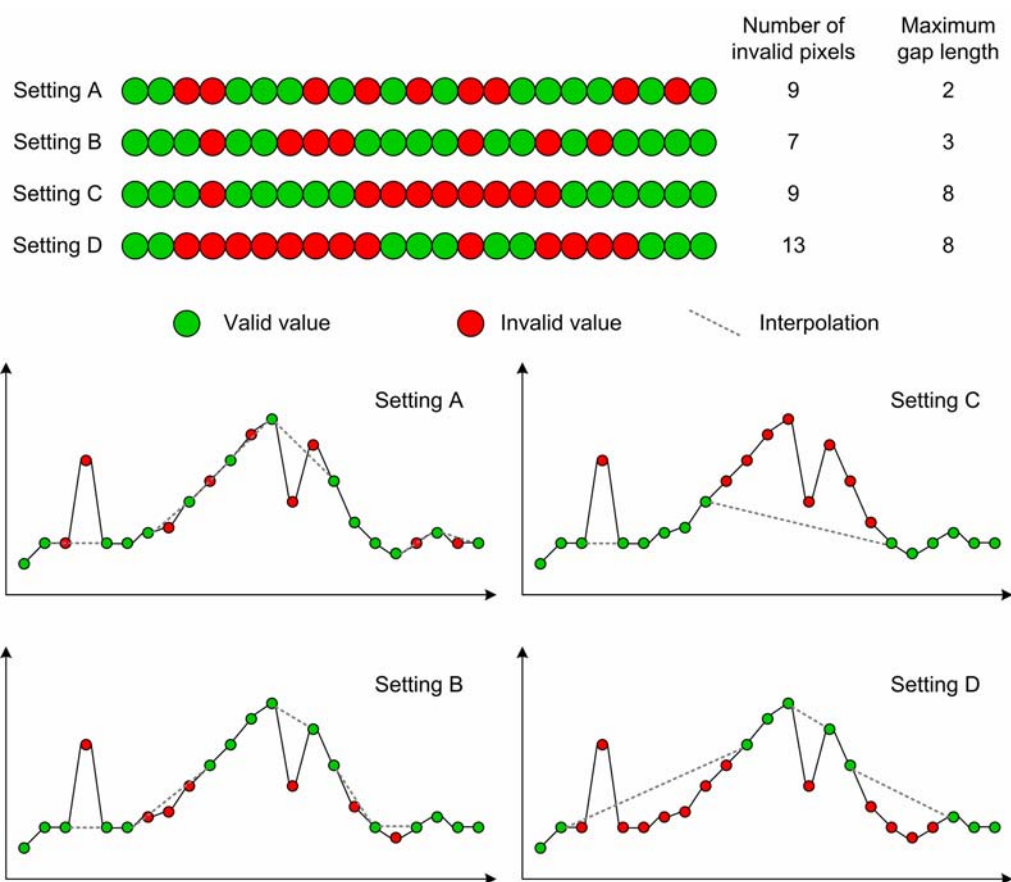 Number of Maximum
invalid pixels gap length
Setting A 9 2
Setting B 7 3
Setting C 9 8
Setting D 13 8
Valid value Invalid value Interpolation
Setting A Setting C
Setting B Setting D